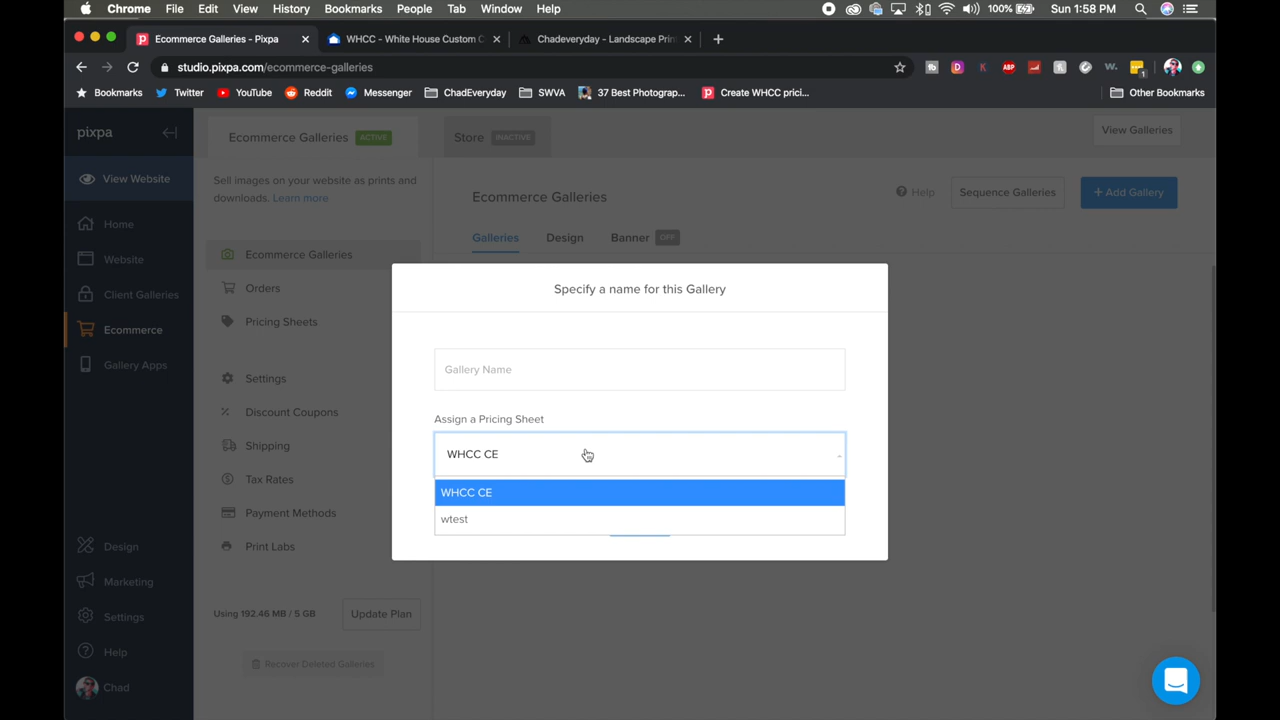 Chrome File Edit View History Bookmarks People Tab Window Help 100% Sun 1:58 PM
Ecommerce Galleries - Pixpa WHCC - White House Custom C Chadeveryday - Landscape Prin
studio.pixpa.com/ecommerce-galleries
Bookmarks Twitter YouTube Reddit Messenger ChadEveryday SWVA 37 Best Photograp... Create WHCC prici... Other Bookmarks
pixpa
View Website
Home
Website
Client Galleries
Ecommerce
Gallery Apps
Design
Marketing
Settings
Help
Chad
Ecommerce Galleries ACTIVE
Store INACTIVE
View Galleries
Sell images on your website as prints and
downloads. Learn more
Ecommerce Galleries
Orders
Pricing Sheets
Settings
Discount Coupons
Shipping
Tax Rates
Payment Methods
Print Labs
Using 192.46 MB / 5 GB Update Plan
Recover Deleted Galleries
Ecommerce Galleries
Help Sequence Galleries + Add Gallery
Galleries Design Banner OFF
Specify a name for this Gallery
Gallery Name
Assign a Pricing Sheet
WHCC CE
WHCC CE
wtest